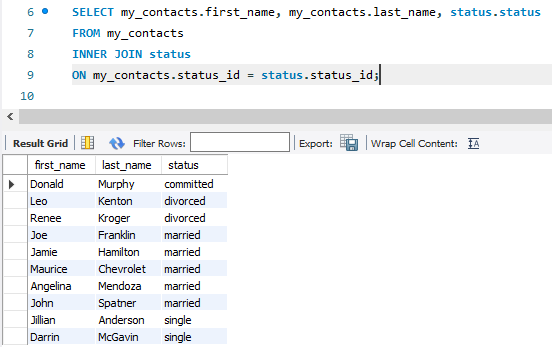 6 SELECT my_contacts.first_name, my_contacts.last_name, status.status
7 FROM my_contacts
8 INNER JOIN status
9 ON my_contacts.status_id = status.status_id;
10
Result Grid Filter Rows: Export: Wrap Cell Content: IA
first_name last_name status
Donald Murphy committed
Leo Kenton divorced
Renee Kroger divorced
Joe Franklin married
Jamie Hamilton married
Maurice Chevrolet married
Angelina Mendoza married
John Spatner married
Jillian Anderson single
Darrin McGavin single